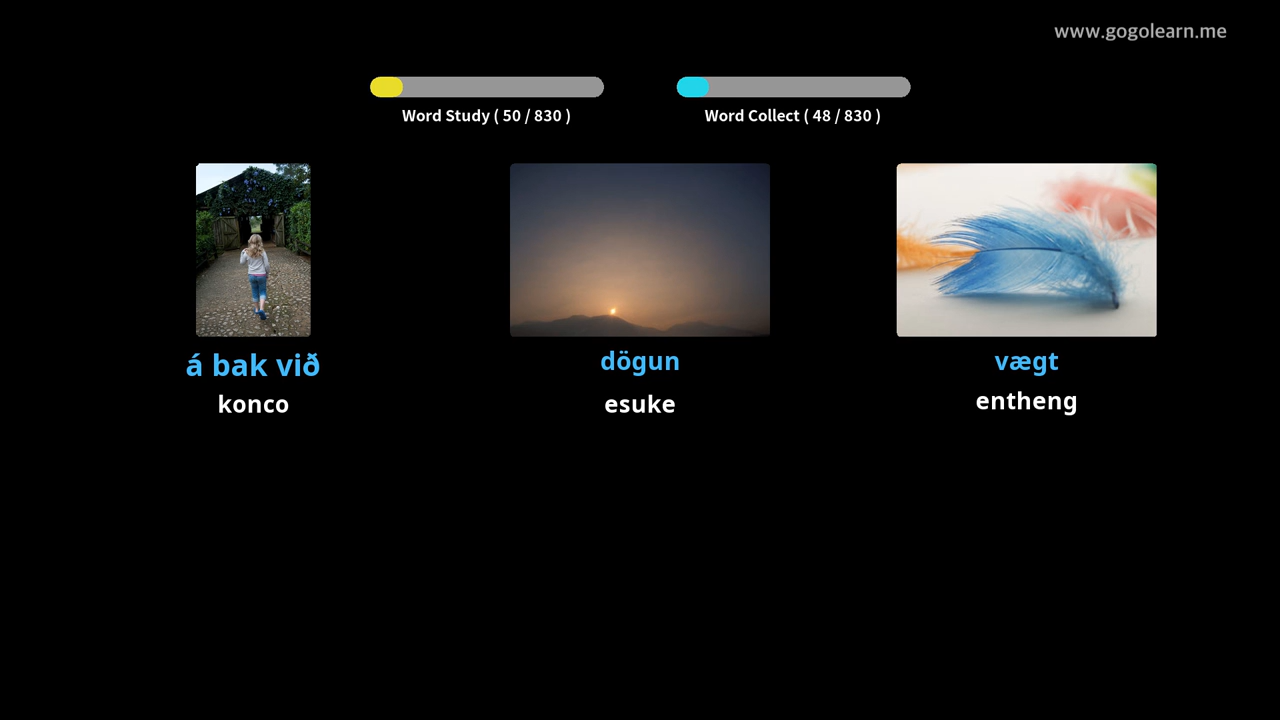 www.gogolearn.me
Word Study ( 50 / 830 )
Word Collect ( 48 / 830 )
á bak við
konco
dögun
esuke
vægt
entheng